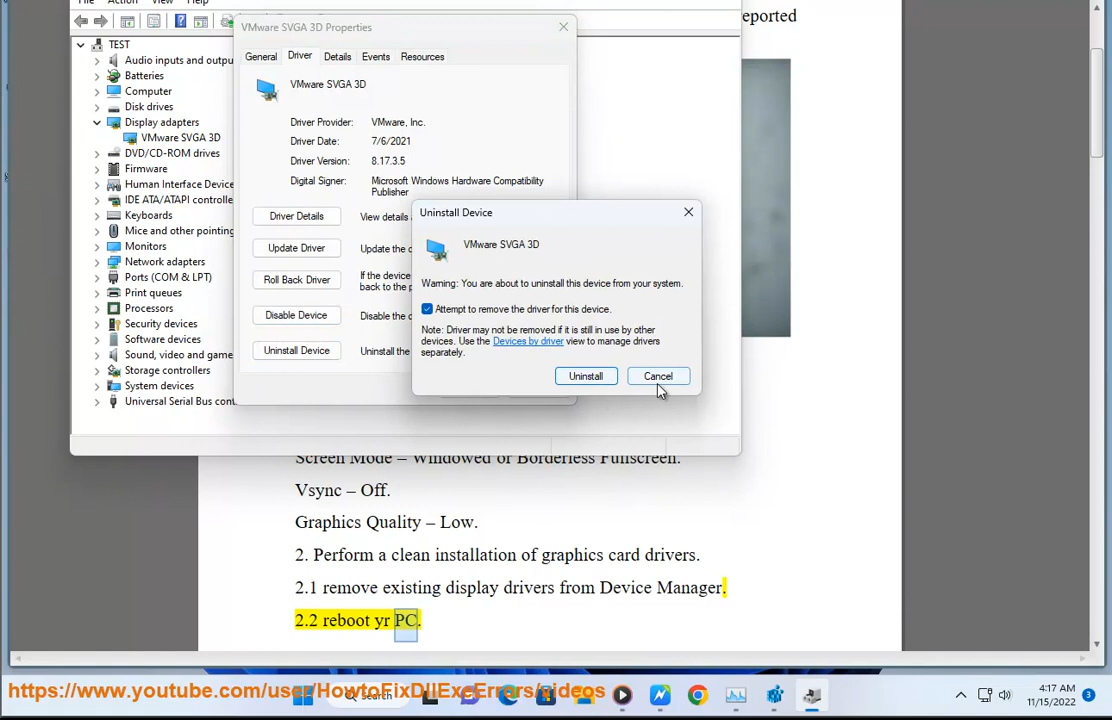 Action
reported
VMware SVGA 3D Properties
TEST
Audio inputs and outpu
Batteries
Computer
Disk drives
Display adapters
VMware SVGA 3D
DVD/CD-ROM drives
Firmware
Human Interface Device
IDE ATA/ATAPI controlle
Keyboards
Mice and other pointing
Monitors
Network adapters
Ports (COM & LPT)
Print queues
Processors
Security devices
Software devices
Sound, video and game
Storage controllers
System devices
Universal Serial Bus cont
General Driver Details Events Resources
VMware SVGA 3D
Driver Provider: VMware, Inc.
Driver Date: 7/6/2021
Driver Version: 8.17.3.5
Digital Signer: Microsoft Windows Hardware Compatibility
Publisher
Driver Details View details
Update Driver Update the
Roll Back Driver If the device
back to the
Disable Device Disable the
Uninstall Device Uninstall the
Uninstall Device
VMware SVGA 3D
Warning: You are about to uninstall this device from your system.
Attempt to remove the driver for this device.
Note: Driver may not be removed if it is still in use by other
devices. Use the Devices by driver view to manage drivers
separately.
Uninstall Cancel
Screen Mode – Windowed or Borderless Fullscreen.
Vsync – Off.
Graphics Quality – Low.
2. Perform a clean installation of graphics card drivers.
2.1 remove existing display drivers from Device Manager.
2.2 reboot yr PC.
https://www.youtube.com/user/HowtoFixDllExeErrors/videos
Search
4:17 AM
11/15/2022
3